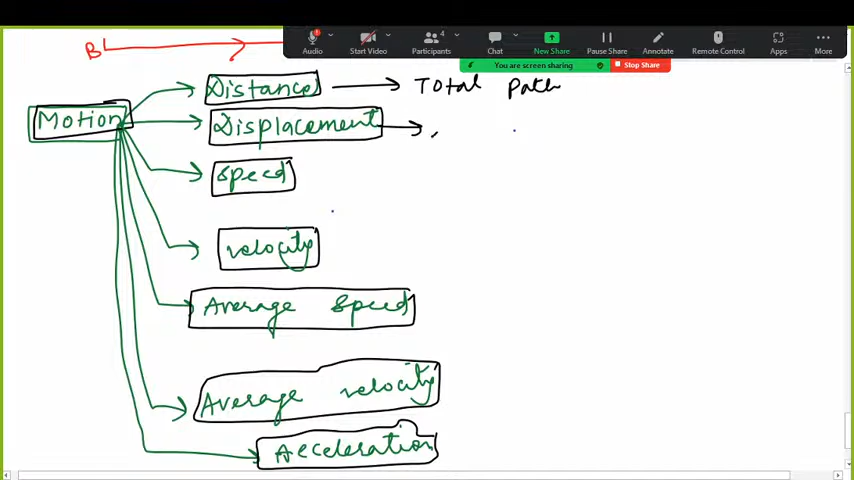 B
Audio Start Video Participants 4 Chat New Share Pause Share Annotate Remote Control Apps More
You are screen sharing Stop Share
Distance → Total Path
Motion
Displacement →
Speed
velocity
Average Speed
Average velocity
Acceleration